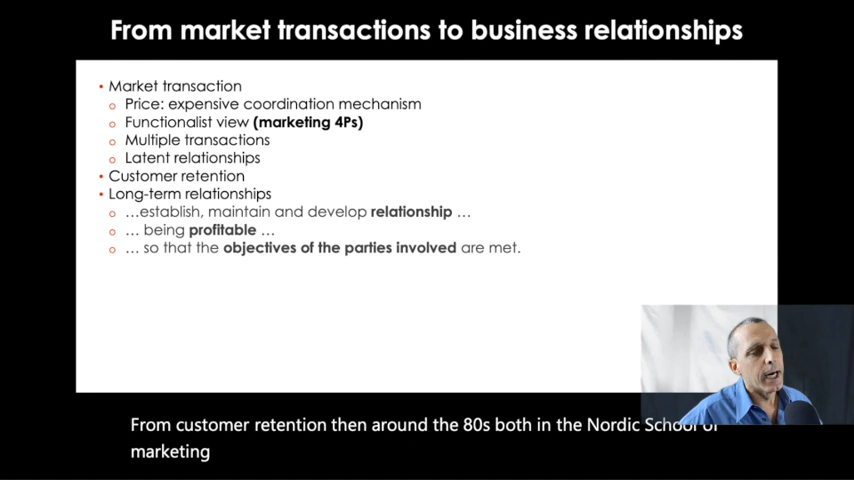 From market transactions to business relationships
• Market transaction
o Price: expensive coordination mechanism
o Functionalist view (marketing 4Ps)
o Multiple transactions
o Latent relationships
• Customer retention
• Long-term relationships
o …establish, maintain and develop relationship …
o … being profitable …
o … so that the objectives of the parties involved are met.
From customer retention then around the 80s both in the Nordic School of
marketing